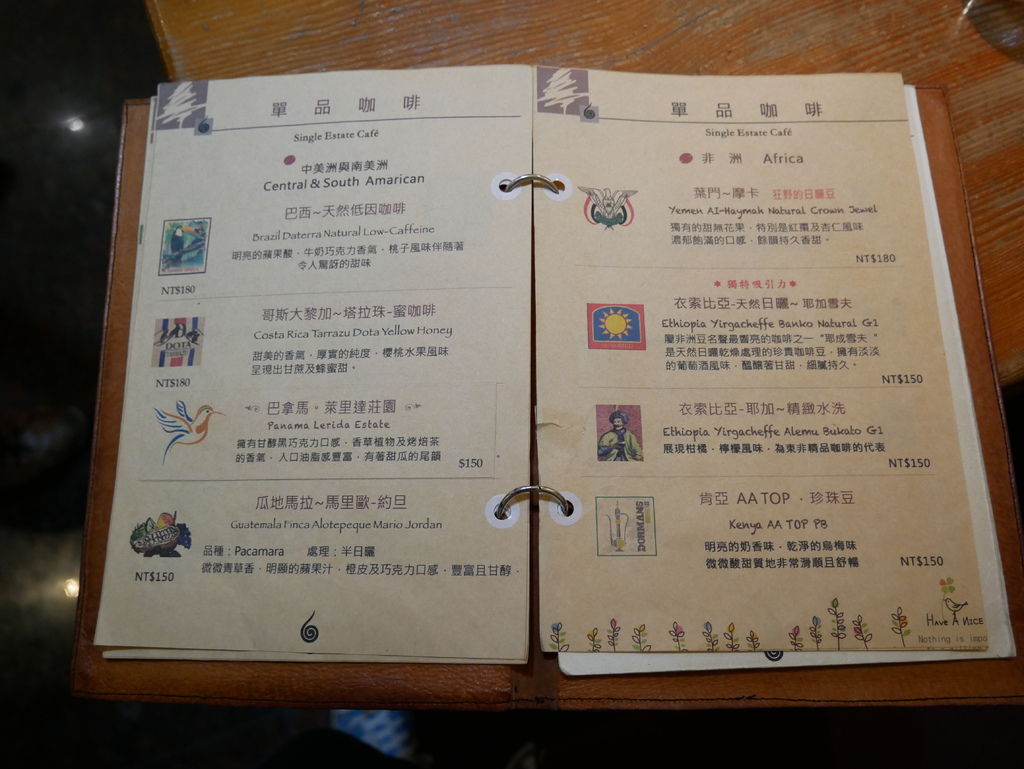 單品咖啡
Single Estate Café
中美洲與南美洲
Central & South Amarican
巴西~天然低因咖啡
Brazil Daterra Natural Low-Caffeine
明亮的蘋果酸、牛奶巧克力香氣,桃子風味伴隨著
令人驚訝的甜味
NT$180
哥斯大黎加~塔拉珠-蜜咖啡
Costa Rica Tarrazu Dota Yellow Honey
甜美的香氣,厚實的純度,櫻桃水果風味
呈現出甘蔗及蜂蜜甜。
DOTA
NT$180
巴拿馬。萊里達莊園
Panama Lerida Estate
擁有甘醇黑巧克力口感,香草植物及烤焙茶
的香氣,入口油脂感豐富,有著甜瓜的尾韻
$150
瓜地馬拉~馬里歐-約旦
Guatemala Finca Alotepeque Mario Jordan
品種:Pacamara 處理:半日曬
微微青草香,明顯的蘋果汁,橙皮及巧克力口感,豐富且甘醇.
NT$150
單品咖啡
Single Estate Café
非洲 Africa
葉門~摩卡 狂野的日曬豆
Yemen Al-Haymah Natural Crown Jewel
獨有的甜無花果,特別是紅棗及杏仁風味
濃郁飽滿的口感,餘韻持久香甜。
NT$180
*獨特吸引力*
衣索比亞-天然日曬~耶加雪夫
Ethiopia Yirgacheffe Banko Natural G1
屬非洲豆名聲最響亮的咖啡之一“耶成雪夫“
是天然日曬乾燥處理的珍貴咖啡豆,擁有淡淡
的葡萄酒風味,醞釀著甘甜,細膩持久。
NT$150
衣索比亞-耶加~精緻水洗
Ethiopia Yirgacheffe Alemu Bukato G1
展現柑橘,檸檬風味,為東非精品咖啡的代表
NT$150
肯亞 AA TOP.珍珠豆
Kenya AA TOP PB
DORMANS
明亮的奶香味,乾淨的烏梅味
微微酸甜質地非常滑順且舒暢
NT$150
HAVE A NICE
Nothing is impo